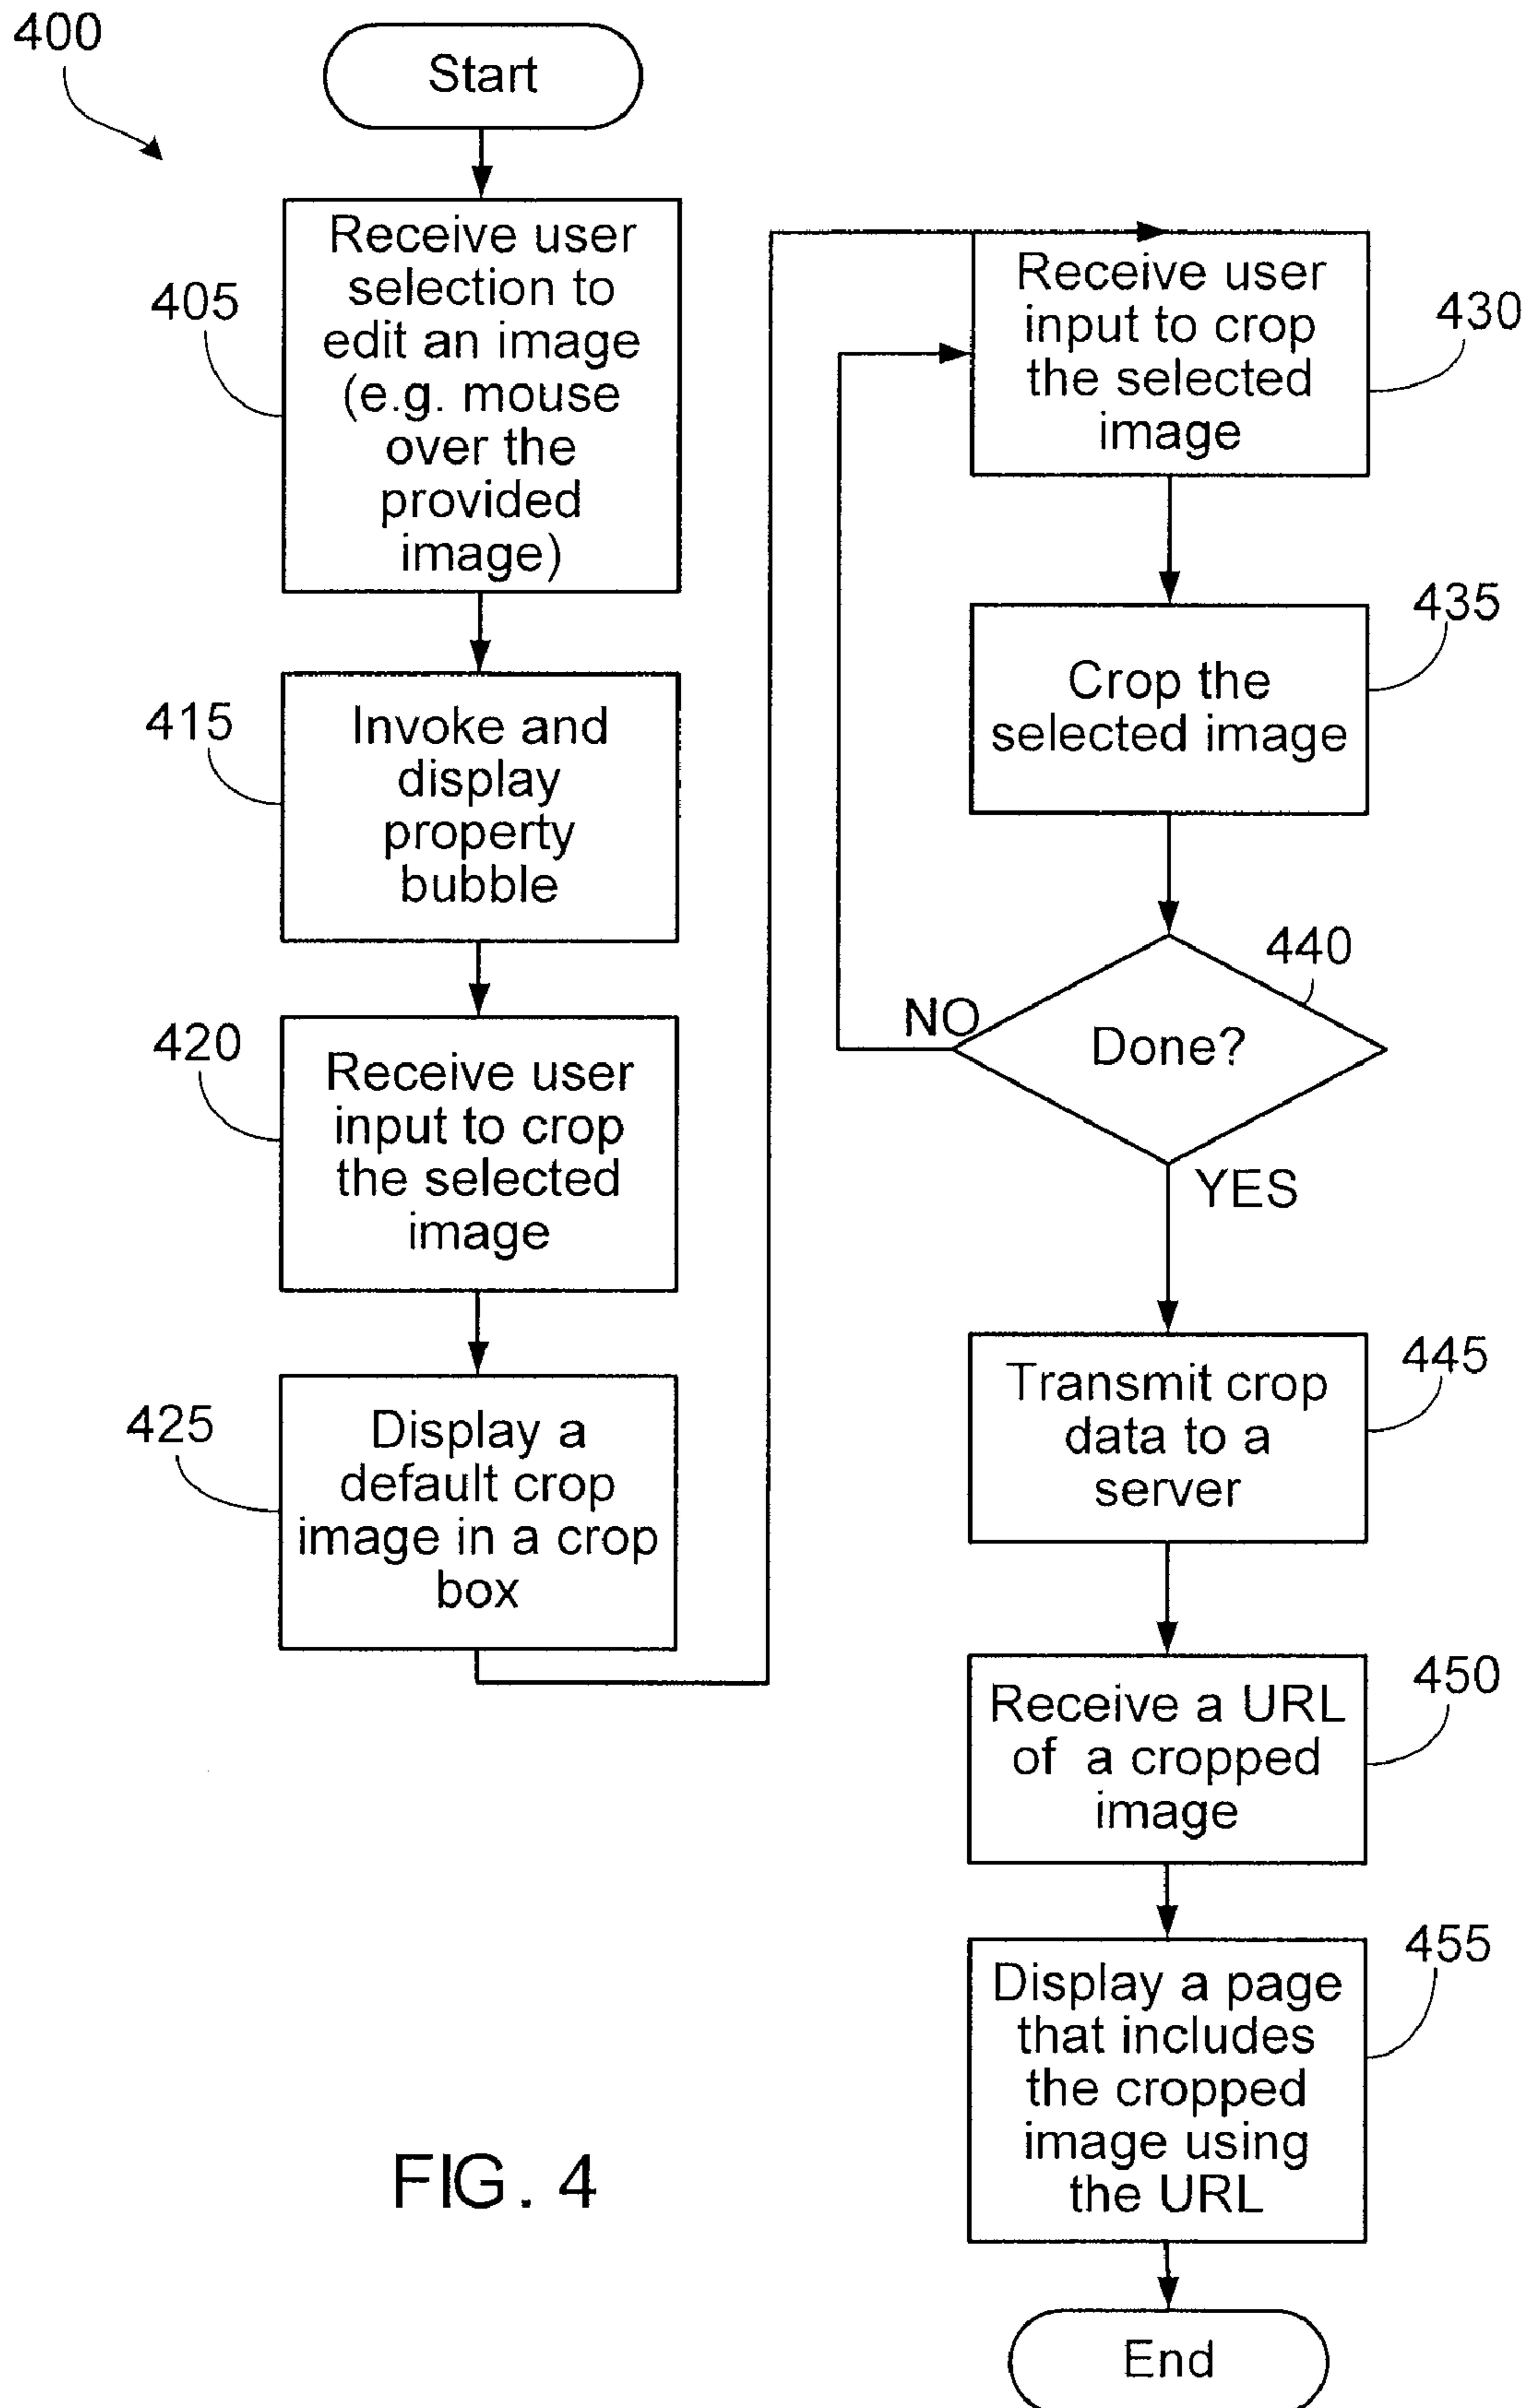 400
Start
405
Receive user
selection to
edit an image
(e.g. mouse
over the
provided
image)
415
Invoke and
display
property
bubble
420
Receive user
input to crop
the selected
image
425
Display a
default crop
image in a crop
box
430
Receive user
input to crop
the selected
image
435
Crop the
selected image
440
Done?
NO
YES
445
Transmit crop
data to a
server
450
Receive a URL
of a cropped
image
455
Display a page
that includes
the cropped
image using
the URL
End
FIG. 4